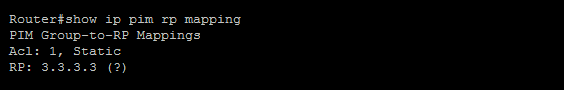 Router#show ip pim rp mapping
PIM Group-to-RP Mappings
Acl: 1, Static
RP: 3.3.3.3 (?)